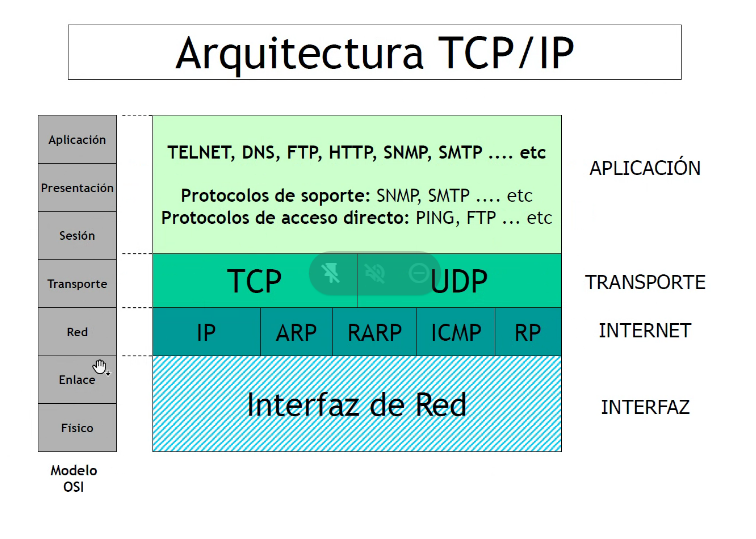 Arquitectura TCP/IP
Aplicación
Presentación
Sesión
Transporte
Red
Enlace
Físico
Modelo
OSI
TELNET, DNS, FTP, HTTP, SNMP, SMTP .... etc
Protocolos de soporte: SNMP, SMTP .... etc
Protocolos de acceso directo: PING, FTP ... etc
TCP
UDP
IP
ARP
RARP
ICMP
RP
Interfaz de Red
APLICACIÓN
TRANSPORTE
INTERNET
INTERFAZ